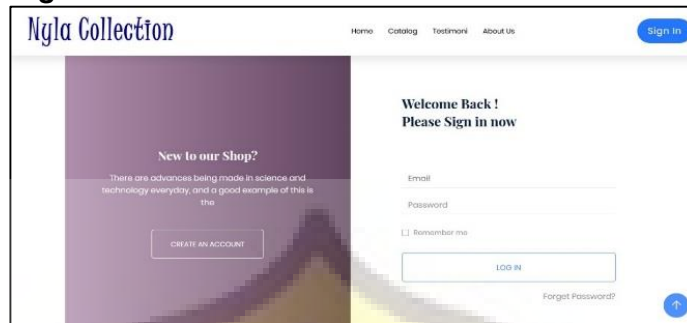 Nyla Collection
Home Catalog Testimoni About Us
Sign In
New to our Shop?
There are advances being made in science and
technology everyday, and a good example of this is
the
CREATE AN ACCOUNT
Welcome Back !
Please Sign in now
Email
Password
Remember me
LOG IN
Forget Password?